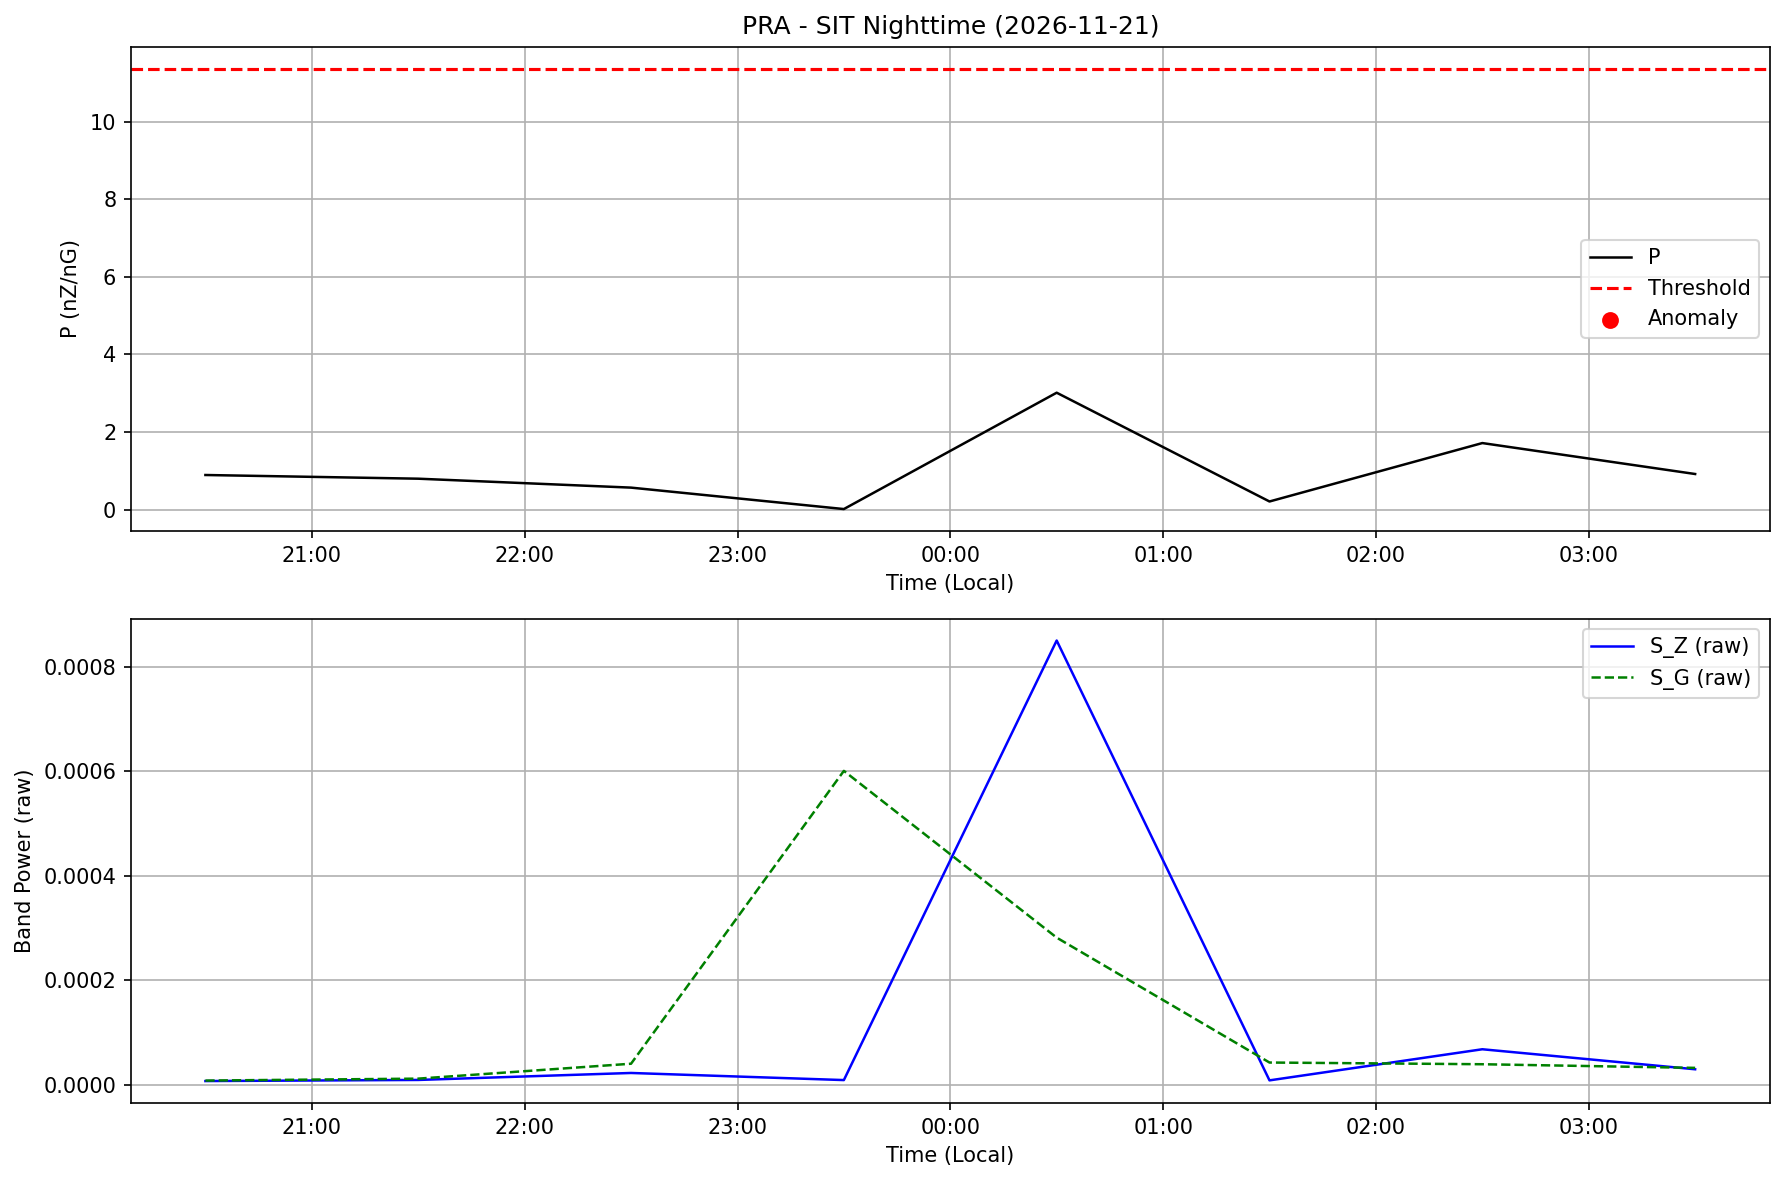 PRA - SIT Nighttime (2026-11-21)
P (nZ/nG)
10
8
6
4
2
0
P
Threshold
Anomaly
21:00 22:00 23:00 00:00 01:00 02:00 03:00
Time (Local)
Band Power (raw)
0.0008
0.0006
0.0004
0.0002
0.0000
S_Z (raw)
S_G (raw)
21:00 22:00 23:00 00:00 01:00 02:00 03:00
Time (Local)